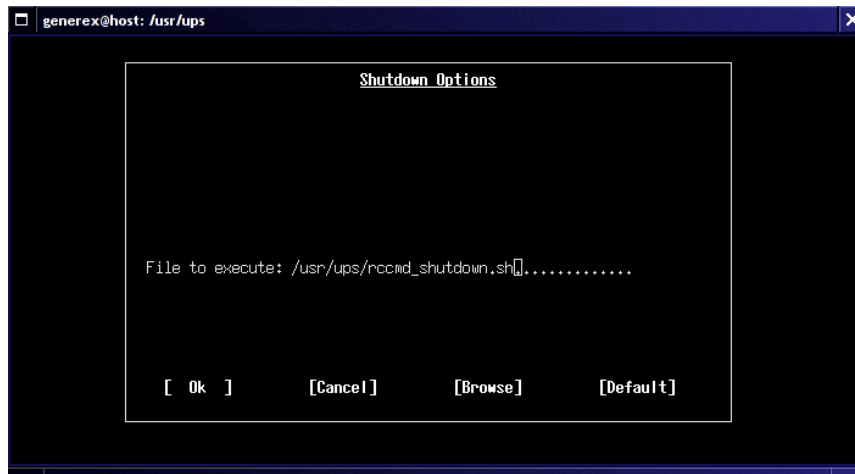 generex@host: /usr/ups
Shutdown Options
File to execute: /usr/ups/rccmd_shutdown.sh..............
[ Ok ] [Cancel] [Browse] [Default]